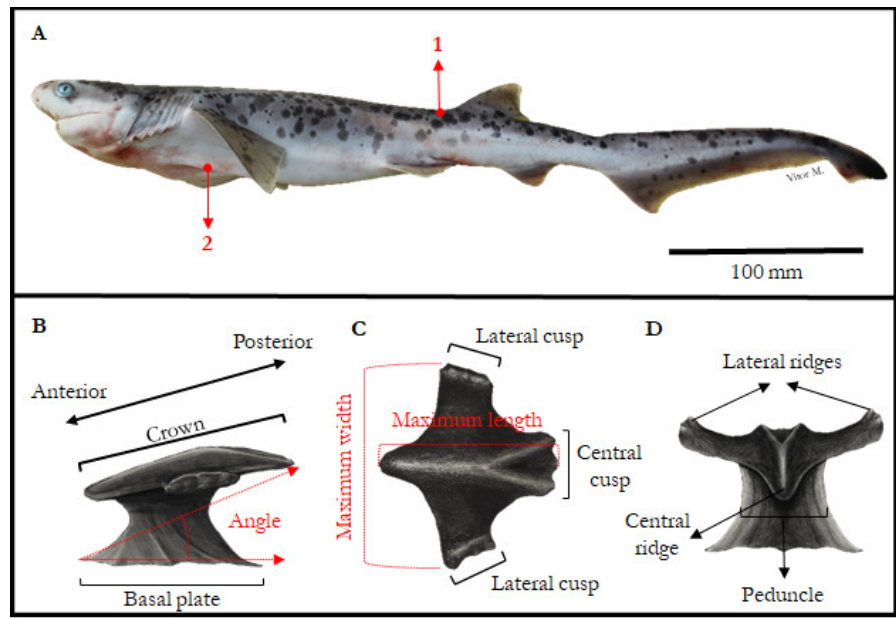 A
1
2
Vitor M.
100 mm
B
Posterior
Anterior
Crown
Angle
Basal plate
C
Lateral cusp
Maximum length
Maximum width
Central
cusp
Lateral cusp
D
Lateral ridges
Central
ridge
Peduncle